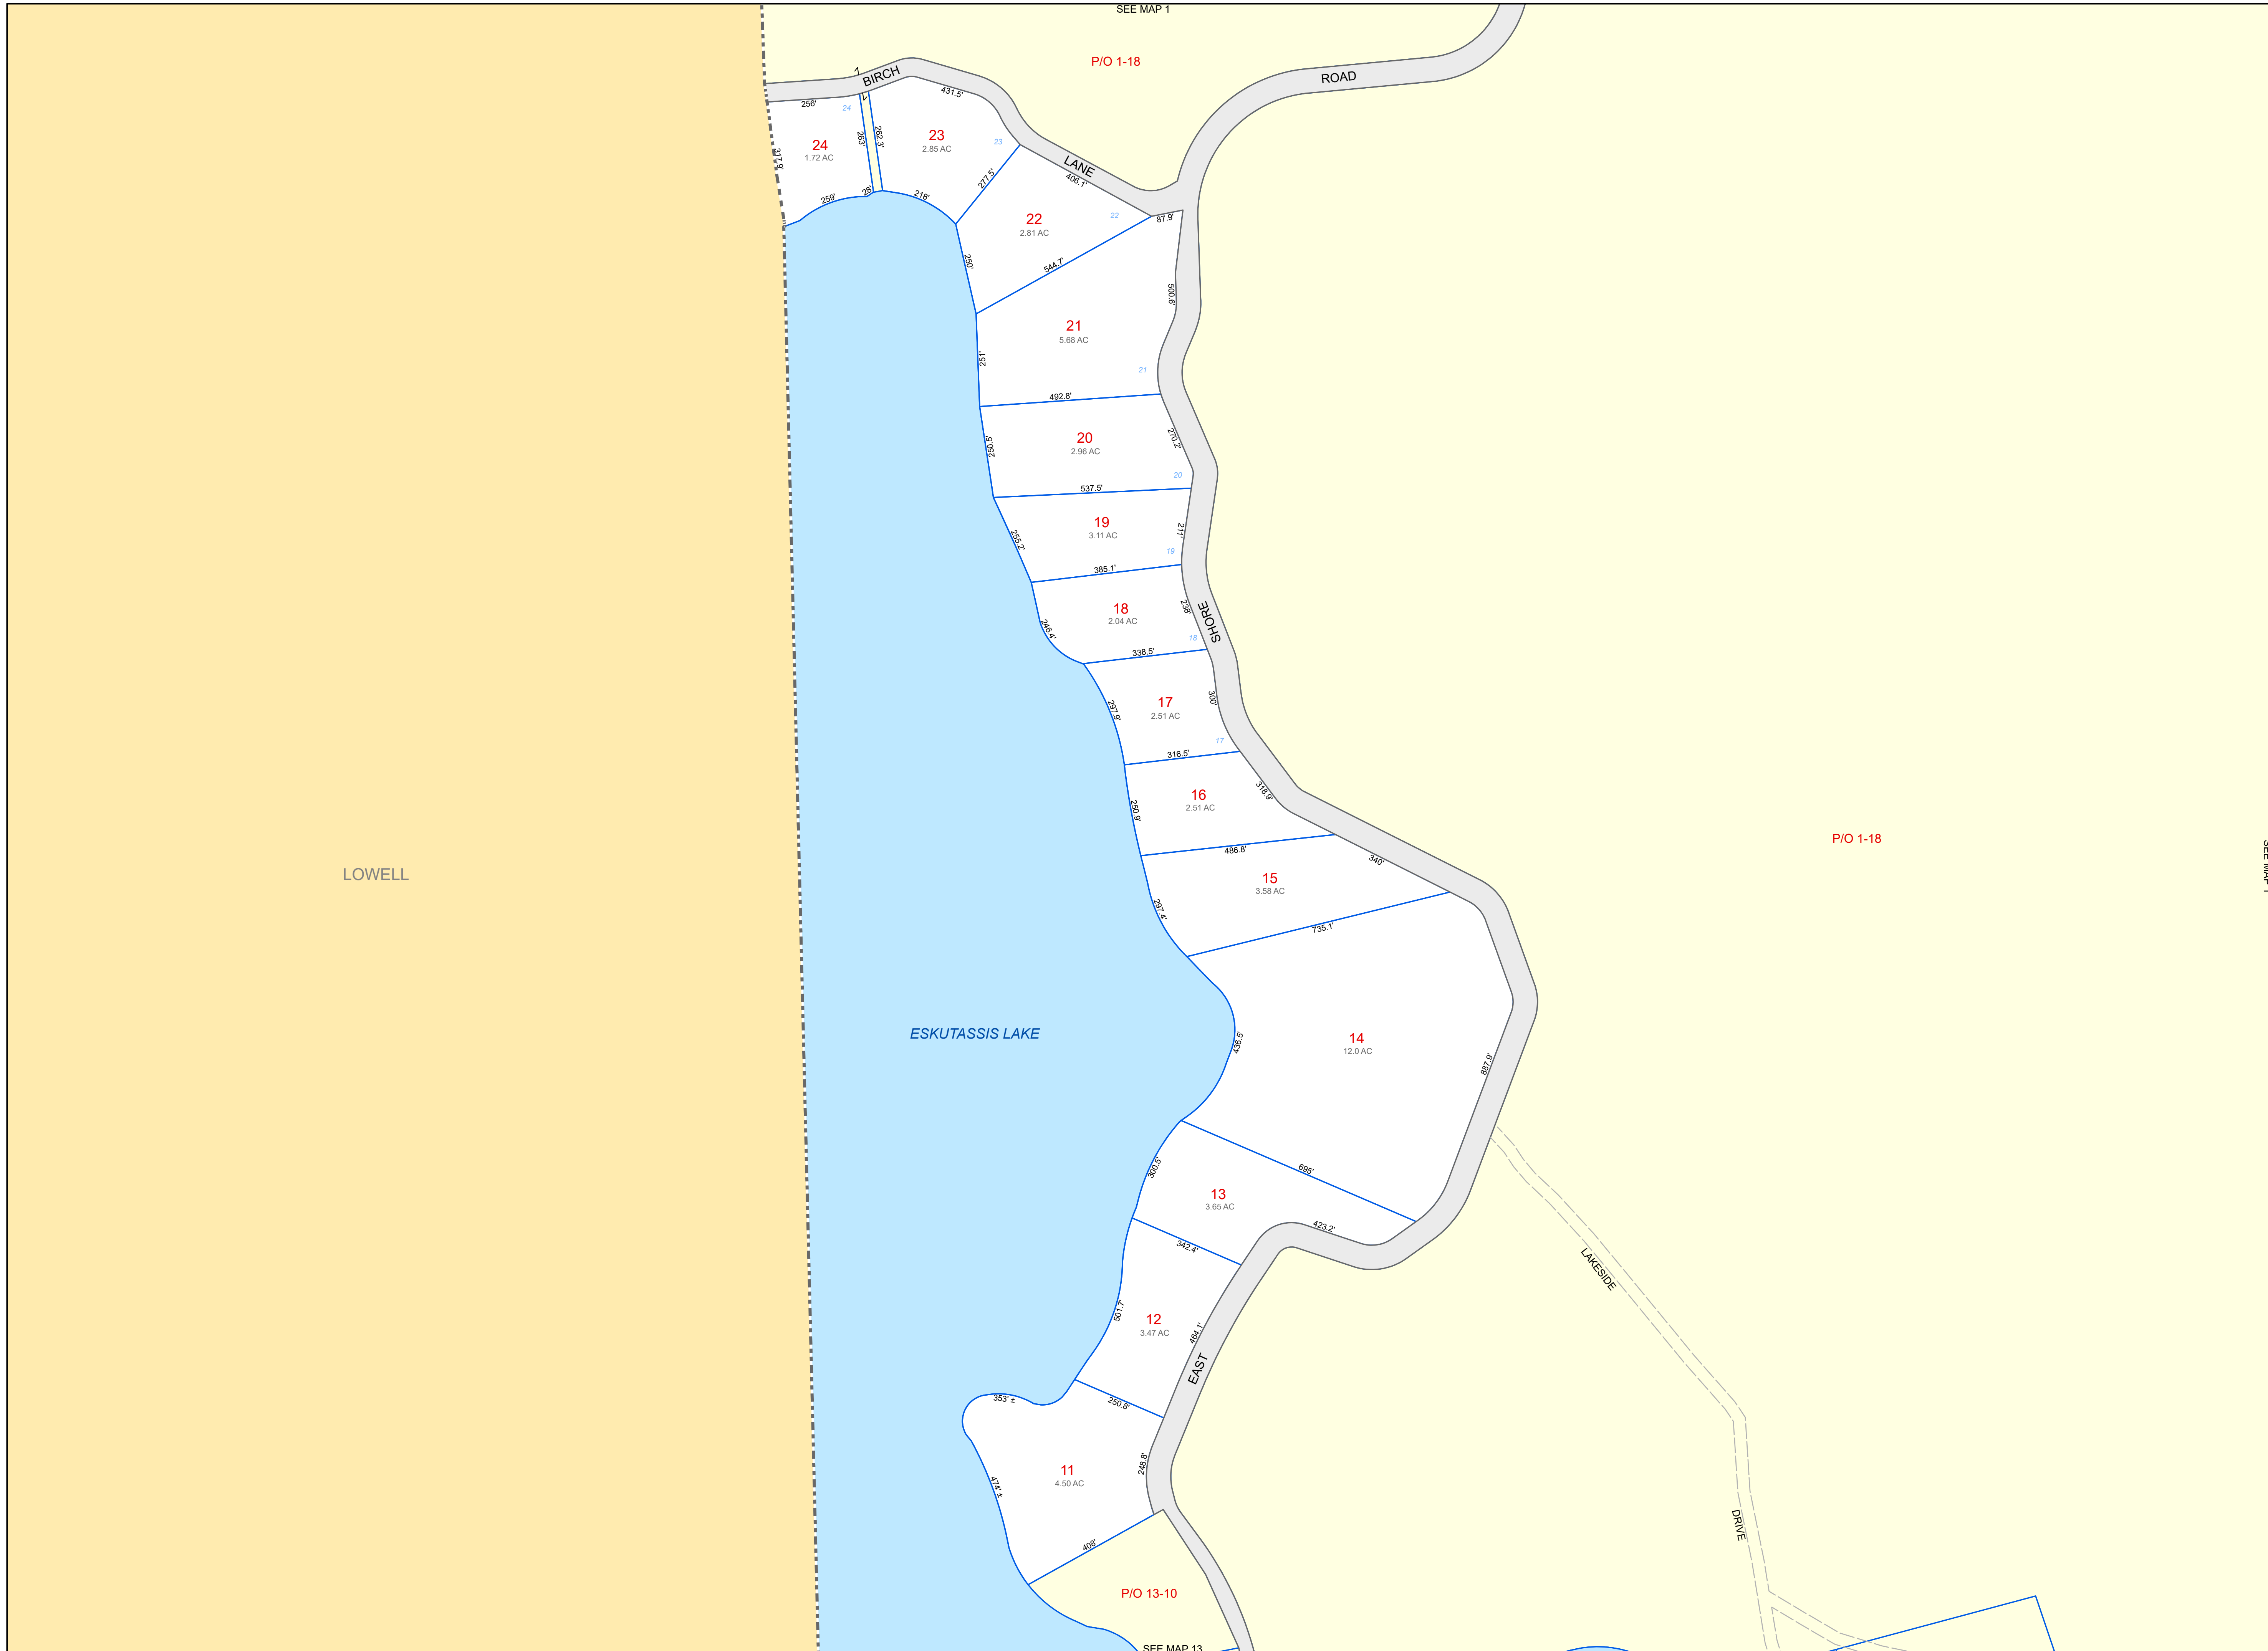 SEE MAP 1
P/O 1-18
ROAD
BIRCH
LANE
256'
24
24
1.72 AC
317.9'
263'
262.3'
259'
28'
431.5'
23
2.85 AC
23
218'
277.5'
406.1'
22
22
2.81 AC
250'
544.7'
87.9'
500.6'
21
5.68 AC
251'
21
492.8'
20
2.96 AC
250.5'
270.2'
20
537.5'
19
3.11 AC
255.2'
211'
19
385.1'
18
2.04 AC
246.4'
238'
18
SHORE
338.5'
17
2.51 AC
297.9'
300'
17
316.5'
16
2.51 AC
250.9'
318.9'
486.8'
340'
15
3.58 AC
297.4'
735.1'
P/O 1-18
SEE MAP 1
LOWELL
ESKUTASSIS LAKE
14
12.0 AC
436.5'
887.9'
695'
300.5'
13
3.65 AC
423.2'
342.4'
LAKESIDE
12
3.47 AC
501.7'
464.1'
EAST
250.8'
353' ±
11
4.50 AC
248.8'
474' ±
408'
DRIVE
P/O 13-10
SEE MAP 13